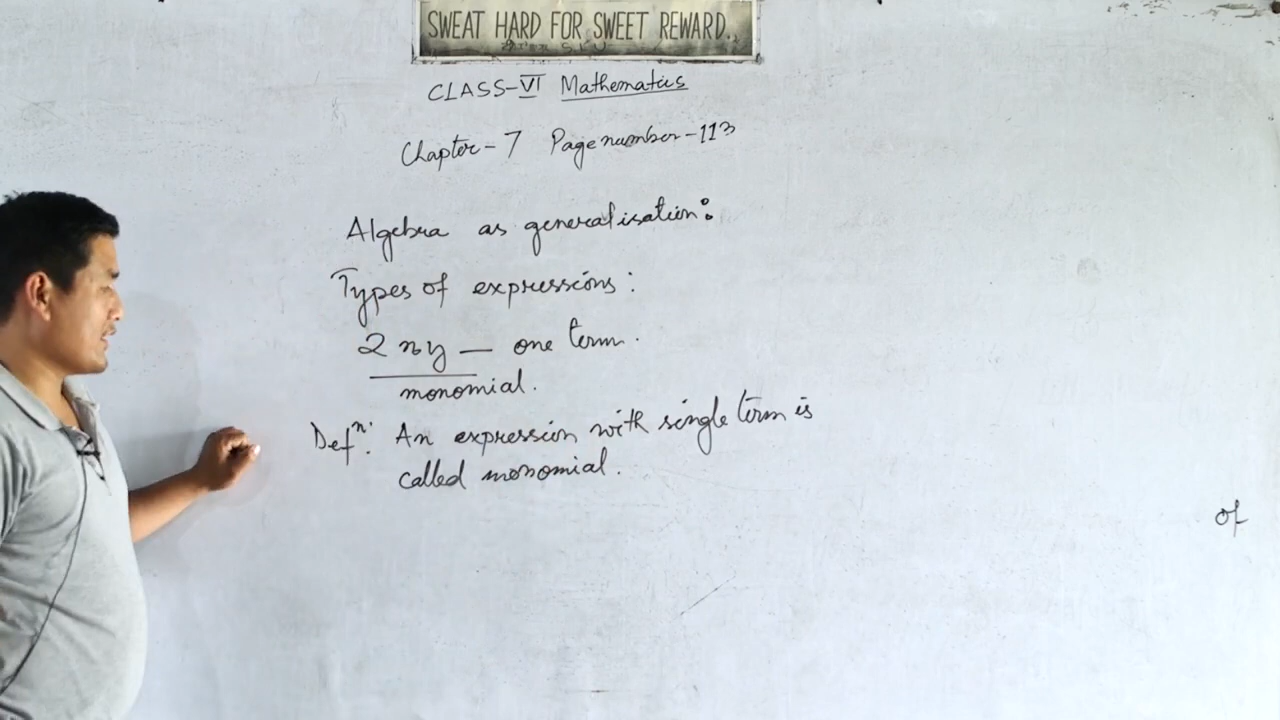 SWEAT HARD FOR SWEET REWARD..
CLASS-VI Mathematics
Chapter-7 Page number-113
Algebra as generalisation:
Types of expressions:
2xy — one term.
monomial.
Defn: An expression with single term is
called monomial.
of